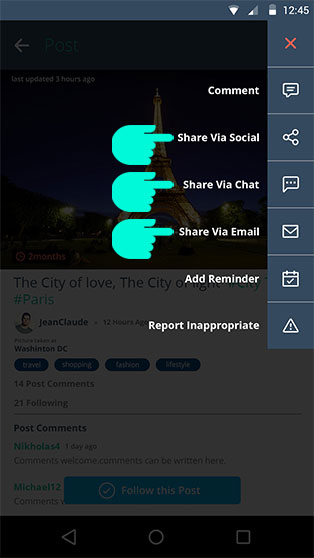 12:45
Post
last updated 3 hours ago
Comment
Share Via Social
Share Via Chat
Share Via Email
2months
Add Reminder
The City of love, The City of light #City
#Paris
JeanClaude • 12 Hours Ago
Report Inappropriate
Picture taken at
Washinton DC
travel shopping fashion lifestyle
14 Post Comments
21 Following
Post Comments
Nikholas4 1 day ago
Comments welcome.comments can be written here,
Michael12
Comments
Follow this Post